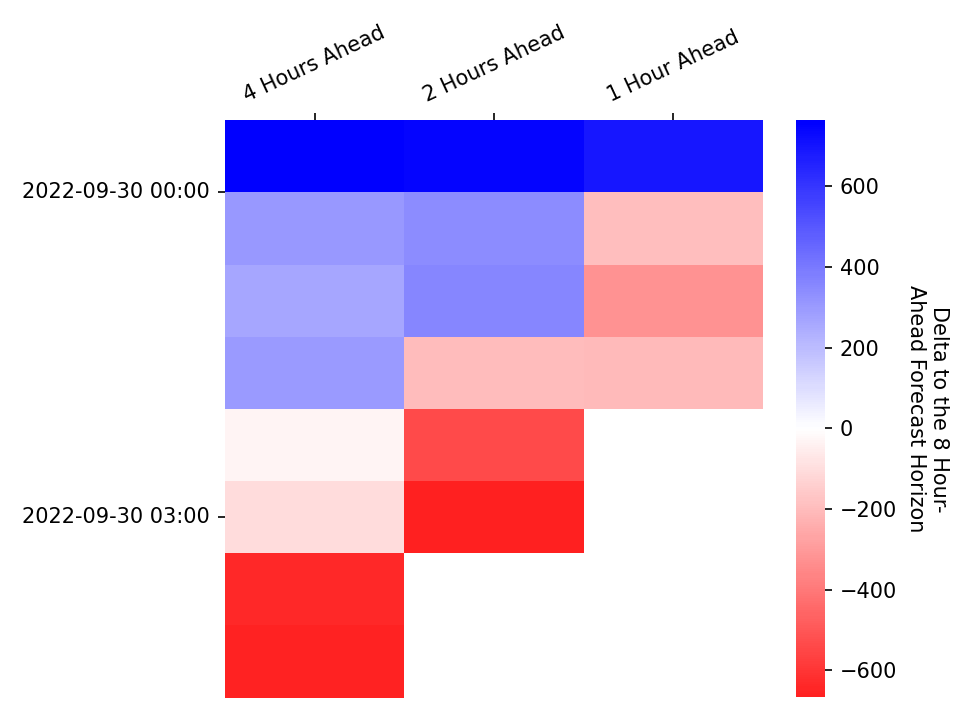 4 Hours Ahead
2 Hours Ahead
1 Hour Ahead
2022-09-30 00:00
2022-09-30 03:00
600
400
200
0
−200
−400
−600
Delta to the 8 Hour-
Ahead Forecast Horizon